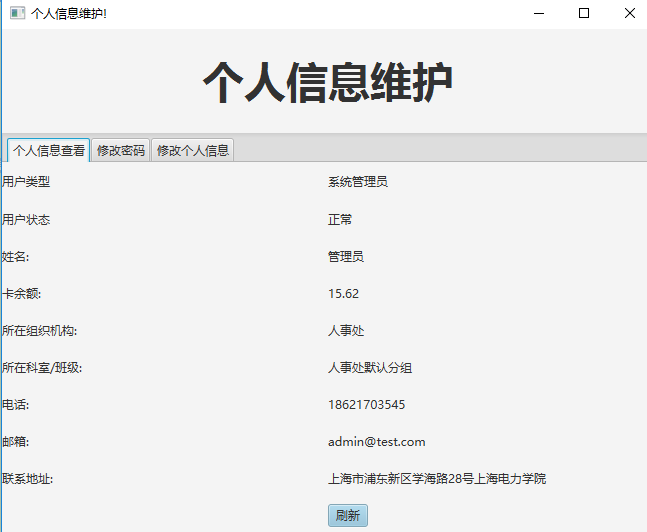 个人信息维护!
个人信息维护
个人信息查看 修改密码 修改个人信息
用户类型 系统管理员
用户状态 正常
姓名: 管理员
卡余额: 15.62
所在组织机构: 人事处
所在科室/班级: 人事处默认分组
电话: 18621703545
邮箱: admin@test.com
联系地址: 上海市浦东新区学海路28号上海电力学院
刷新